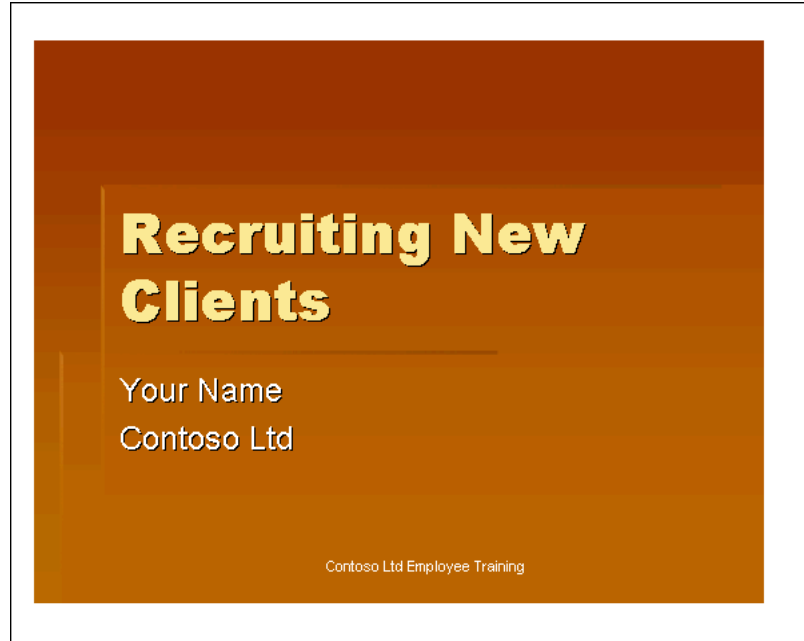 Recruiting New
Clients
Your Name
Contoso Ltd
Contoso Ltd Employee Training